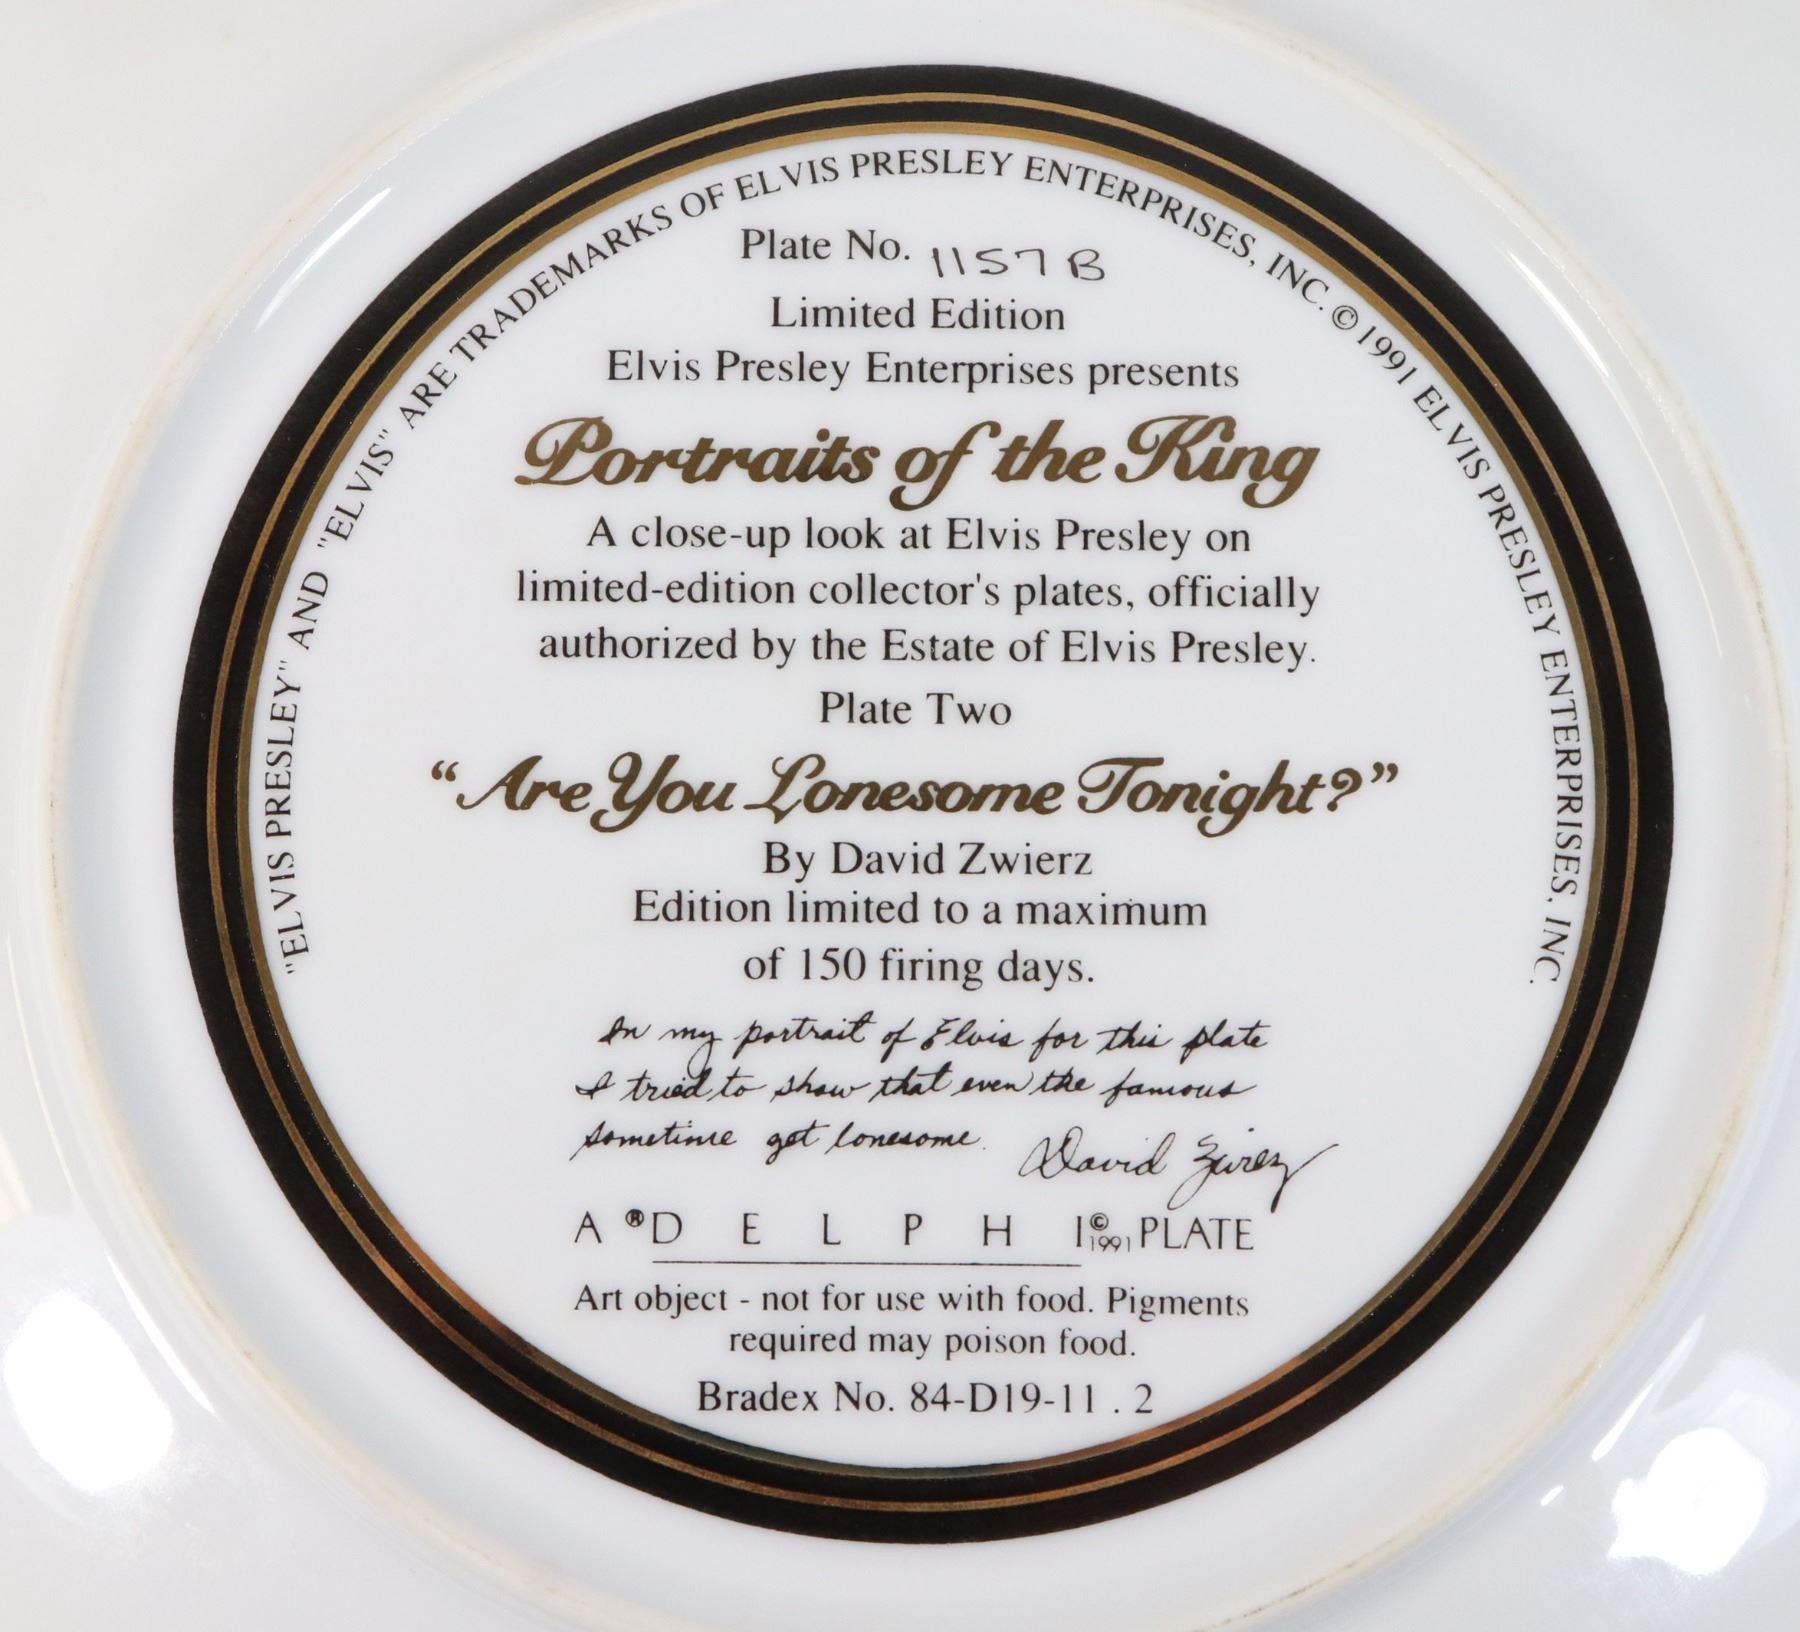 "ELVIS PRESLEY" AND "ELVIS" ARE TRADEMARKS OF ELVIS PRESLEY ENTERPRISES, INC. © 1991 ELVIS PRESLEY ENTERPRISES, INC.
Plate No. 1157B
Limited Edition
Elvis Presley Enterprises presents
Portraits of the King
A close-up look at Elvis Presley on
limited-edition collector's plates, officially
authorized by the Estate of Elvis Presley.
Plate Two
“Are You Lonesome Tonight?”
By David Zwierz
Edition limited to a maximum
of 150 firing days.
In my portrait of Elvis for this plate
I tried to show that even the famous
sometime get lonesome.
David Zwierz
A ®DELPHI©1991 PLATE
Art object - not for use with food. Pigments
required may poison food.
Bradex No. 84-D19-11 . 2